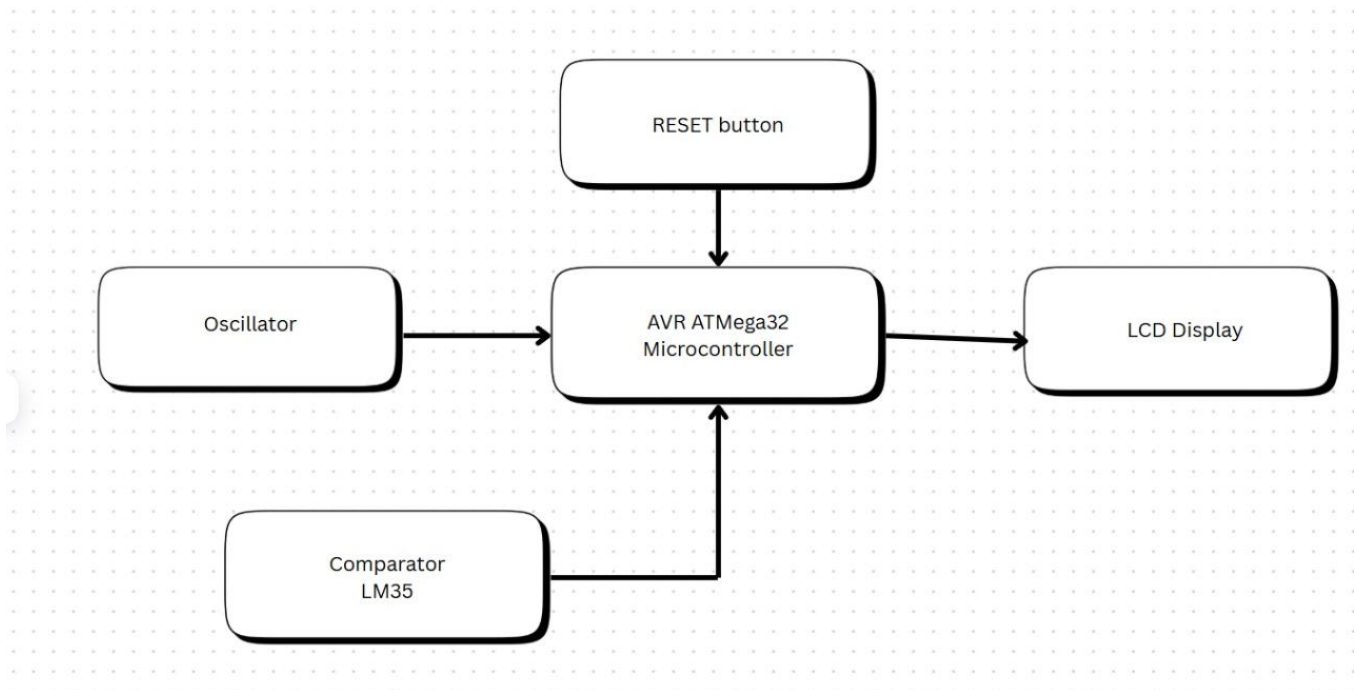 RESET button
Oscillator
AVR ATMega32
Microcontroller
LCD Display
Comparator
LM35